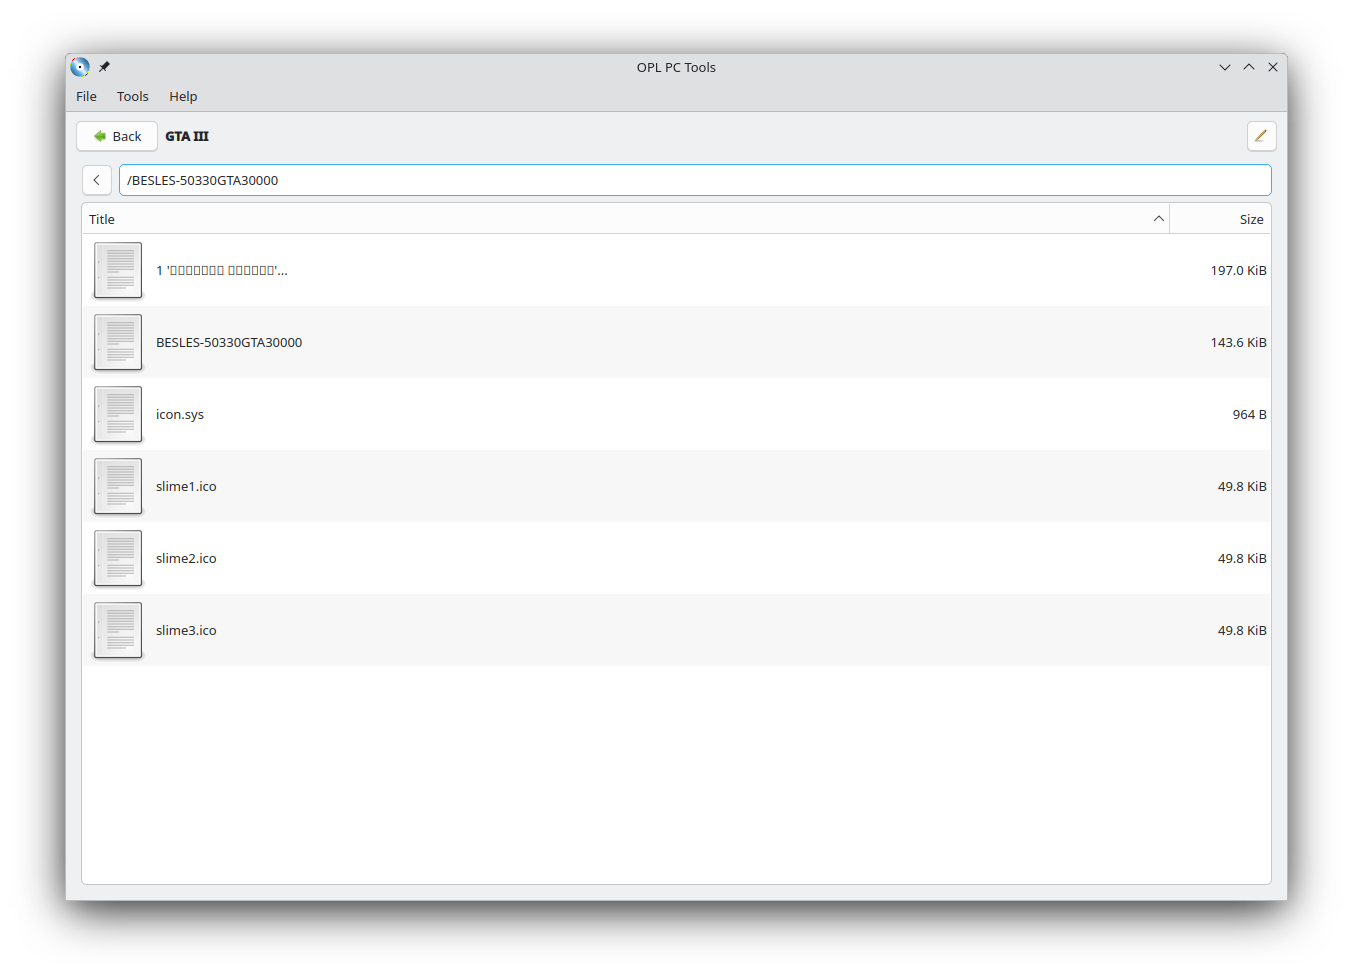 OPL PC Tools
File Tools Help
Back GTA III
/BESLES-50330GTA30000
Title Size
1 '▯▯▯▯▯▯▯ ▯▯▯▯▯▯'... 197.0 KiB
BESLES-50330GTA30000 143.6 KiB
icon.sys 964 B
slime1.ico 49.8 KiB
slime2.ico 49.8 KiB
slime3.ico 49.8 KiB